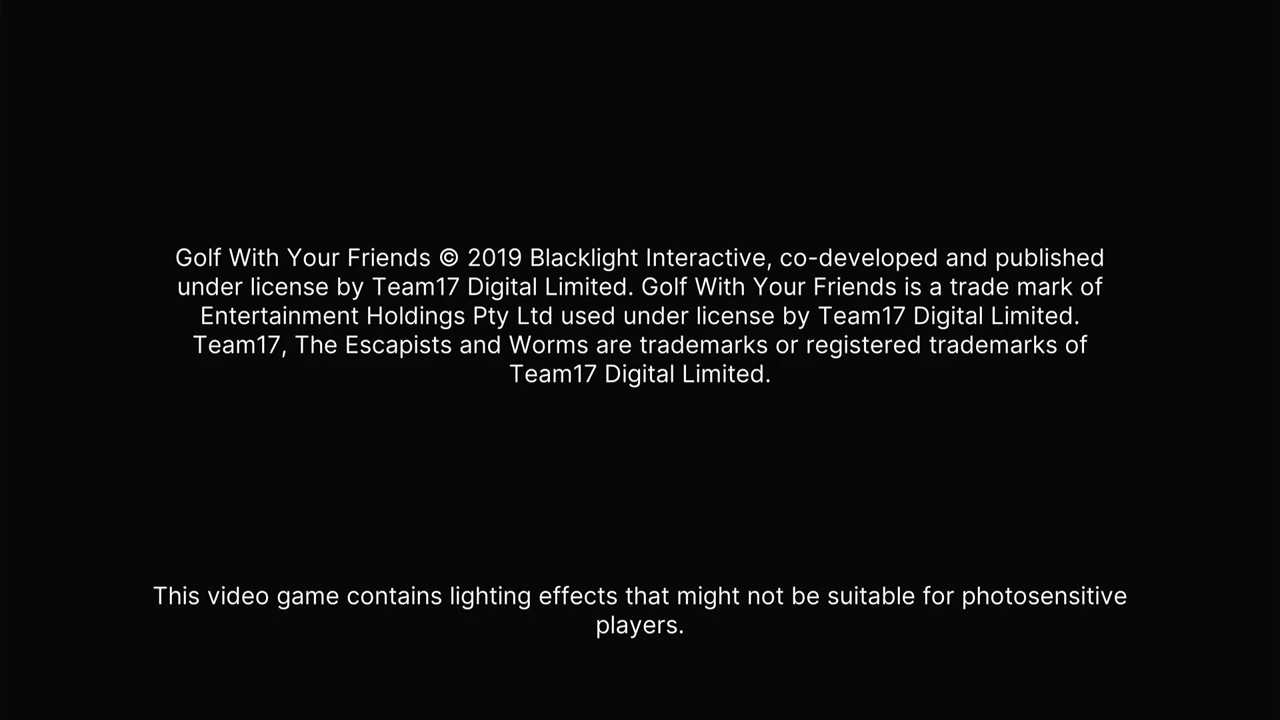 Golf With Your Friends © 2019 Blacklight Interactive, co-developed and published
under license by Team17 Digital Limited. Golf With Your Friends is a trade mark of
Entertainment Holdings Pty Ltd used under license by Team17 Digital Limited.
Team17, The Escapists and Worms are trademarks or registered trademarks of
Team17 Digital Limited.
This video game contains lighting effects that might not be suitable for photosensitive
players.